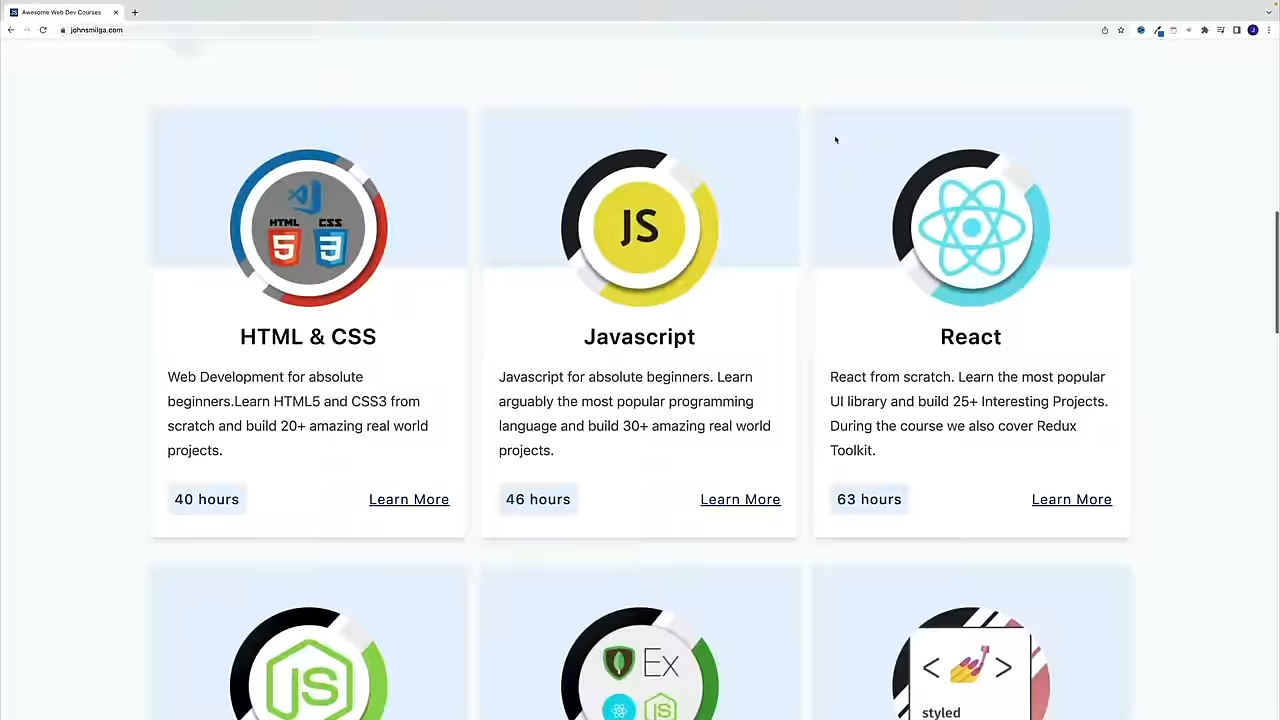 Awesome Web Dev Courses
johnsmilga.com
J
HTML CSS
5 3
JS
HTML & CSS
Javascript
React
Web Development for absolute
beginners.Learn HTML5 and CSS3 from
scratch and build 20+ amazing real world
projects.
Javascript for absolute beginners. Learn
arguably the most popular programming
language and build 30+ amazing real world
projects.
React from scratch. Learn the most popular
UI library and build 25+ Interesting Projects.
During the course we also cover Redux
Toolkit.
40 hours
Learn More
46 hours
Learn More
63 hours
Learn More
JS
Ex
< >
JS
styled